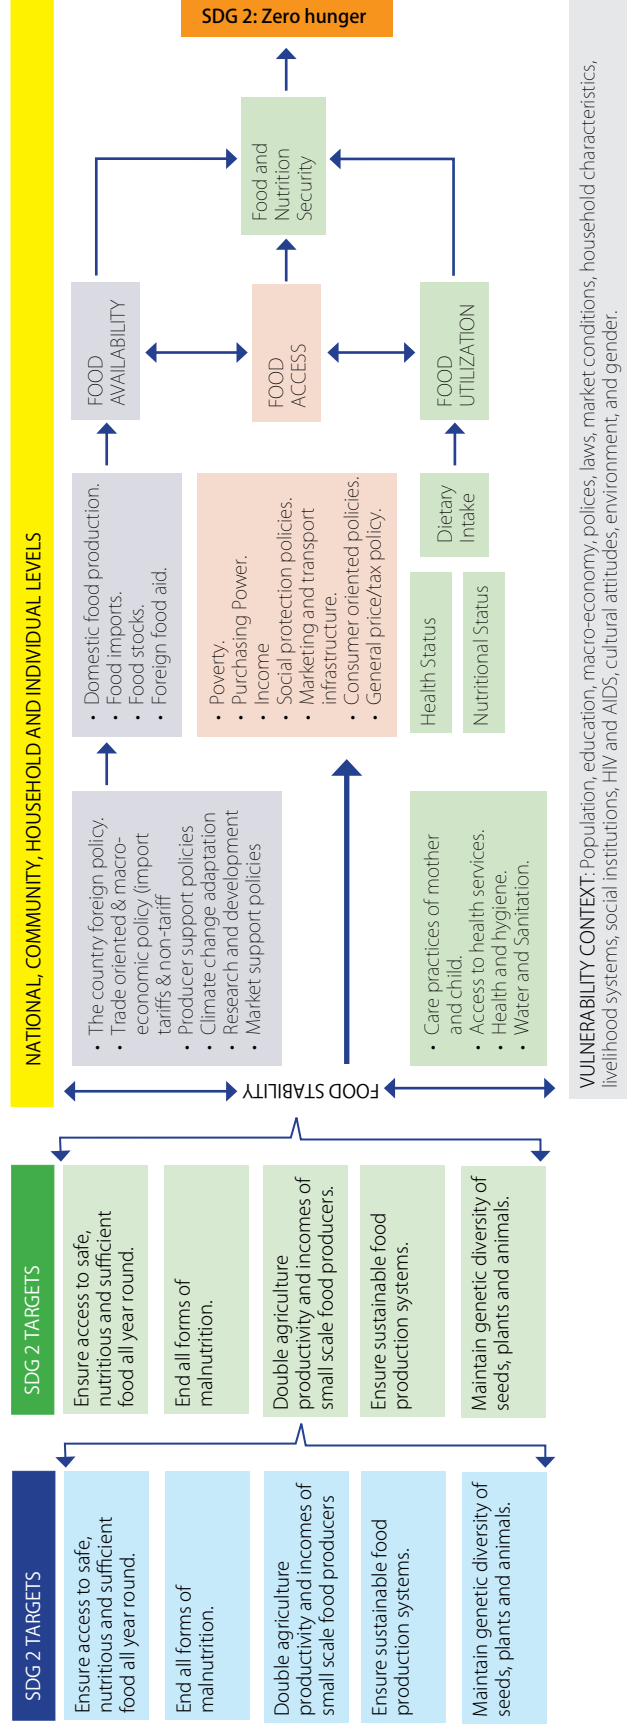 SDG 2 TARGETS
Ensure access to safe,
nutritious and sufficient
food all year round.
End all forms of
malnutrition.
Double agriculture
productivity and incomes of
small scale food producers
Ensure sustainable food
production systems.
Maintain genetic diversity of
seeds, plants and animals.
SDG 2 TARGETS
Ensure access to safe,
nutritious and sufficient
food all year round.
End all forms of
malnutrition.
Double agriculture
productivity and incomes of
small scale food producers.
Ensure sustainable food
production systems.
Maintain genetic diversity of
seeds, plants and animals.
NATIONAL, COMMUNITY, HOUSEHOLD AND INDIVIDUAL LEVELS
FOOD STABILITY
• The country foreign policy.
• Trade oriented & macro-
economic policy (import
tariffs & non-tariff
• Producer support policies
• Climate change adaptation
• Research and development
• Market support policies
• Care practices of mother
and child.
• Access to health services.
• Health and hygiene.
• Water and Sanitation.
• Domestic food production.
• Food imports.
• Food stocks.
• Foreign food aid.
• Poverty.
• Purchasing Power.
• Income
• Social protection policies.
• Marketing and transport
infrastructure.
• Consumer oriented policies.
• General price/tax policy.
Health Status
Nutritional Status
Dietary
Intake
FOOD
AVAILABILITY
FOOD
ACCESS
FOOD
UTILIZATION
Food and
Nutrition
Security
SDG 2: Zero hunger
VULNERABILITY CONTEXT: Population, education, macro-economy, polices, laws, market conditions, household characteristics,
livelihood systems, social institutions, HIV and AIDS, cultural attitudes, environment, and gender.